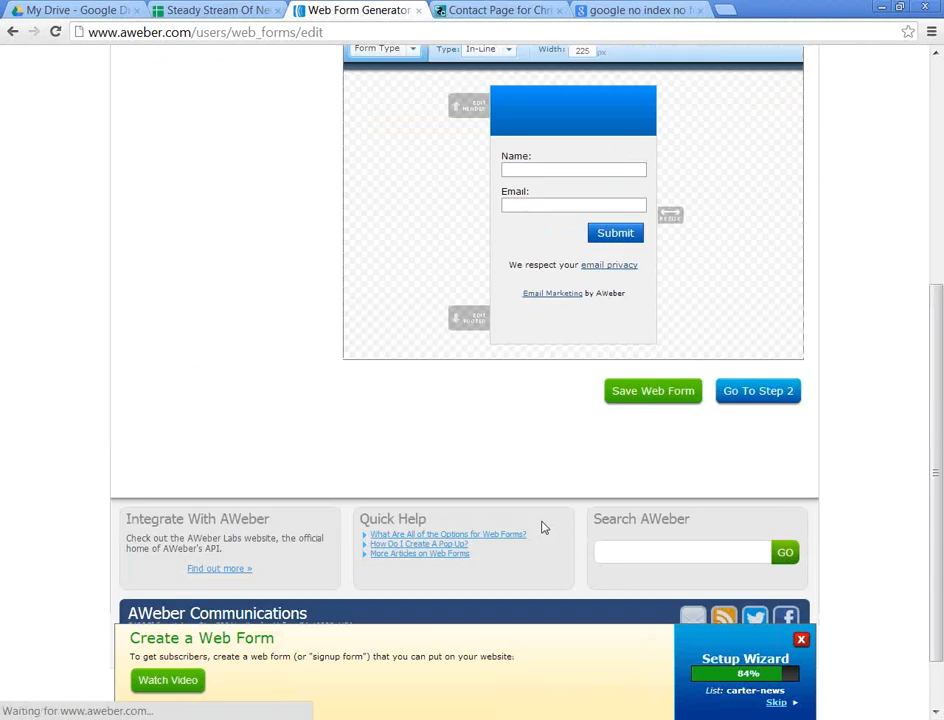 My Drive - Google D
Steady Stream Of Ne
Web Form Generator
Contact Page for Chri
google no index no f
www.aweber.com/users/web_forms/edit
Form Type
Type: In-Line
Width: 225 px
EDIT HEADER
Name:
Email:
RESIZE
Submit
We respect your email privacy
Email Marketing by AWeber
EDIT FOOTER
Save Web Form
Go To Step 2
Integrate With AWeber
Check out the AWeber Labs website, the official
home of AWeber's API.
Find out more »
Quick Help
What Are All of the Options for Web Forms?
How Do I Create A Pop Up?
More Articles on Web Forms
Search AWeber
GO
AWeber Communications
Create a Web Form
To get subscribers, create a web form (or "signup form") that you can put on your website:
Watch Video
Setup Wizard
84%
List: carter-news
Skip
Waiting for www.aweber.com...